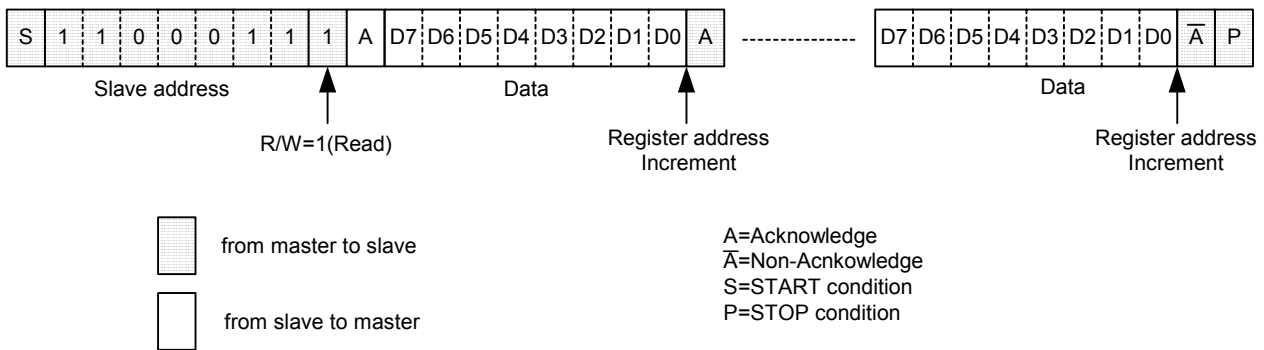 S 1 1 0 0 0 1 1 1 A D7 D6 D5 D4 D3 D2 D1 D0 A D7 D6 D5 D4 D3 D2 D1 D0 A̅ P
Slave address Data Data
R/W=1(Read)
Register address
Increment
Register address
Increment
from master to slave
from slave to master
A=Acknowledge
A̅=Non-Acnkowledge
S=START condition
P=STOP condition